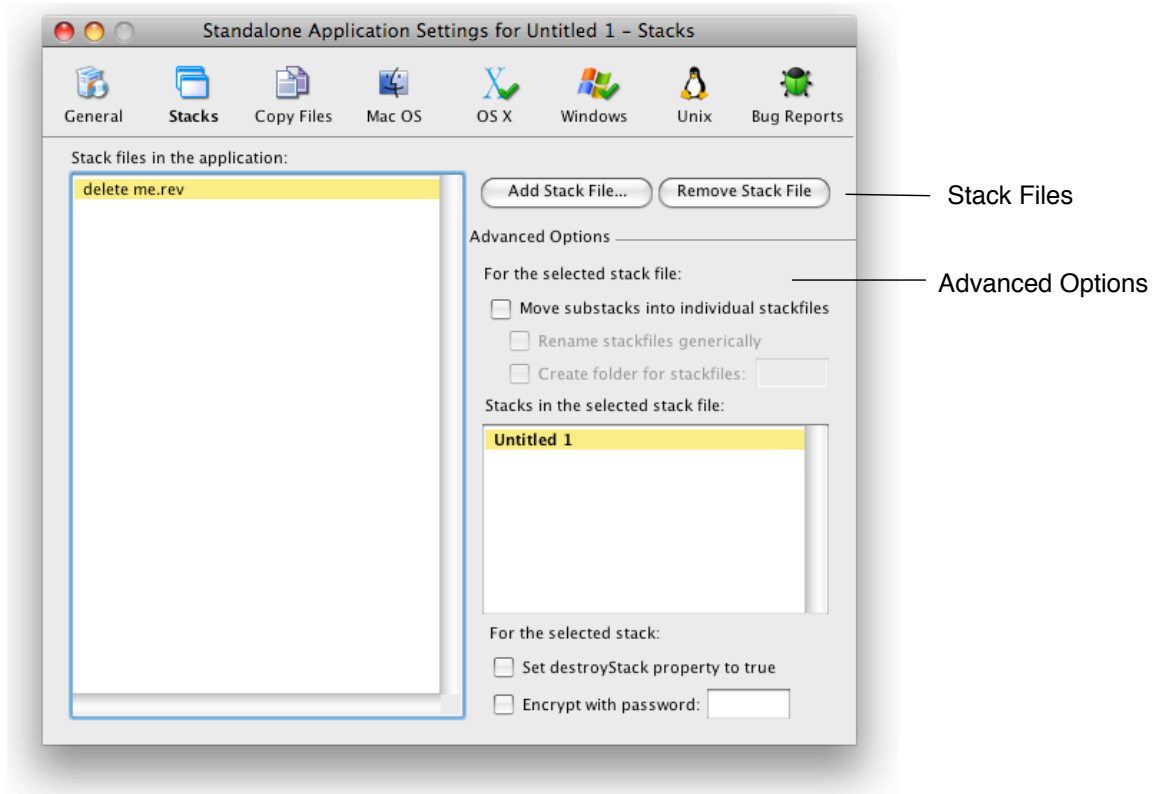 Standalone Application Settings for Untitled 1 – Stacks
General
Stacks
Copy Files
Mac OS
OS X
Windows
Unix
Bug Reports
Stack files in the application:
delete me.rev
Add Stack File...
Remove Stack File
Stack Files
Advanced Options
For the selected stack file:
Advanced Options
Move substacks into individual stackfiles
Rename stackfiles generically
Create folder for stackfiles:
Stacks in the selected stack file:
Untitled 1
For the selected stack:
Set destroyStack property to true
Encrypt with password: